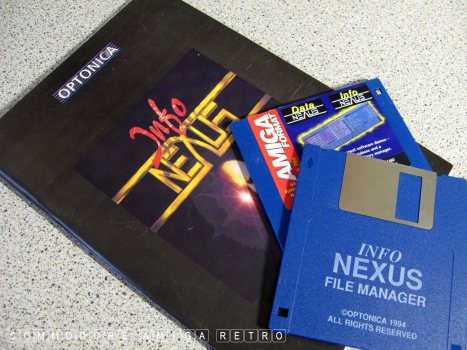 OPTONICA
Info
NEXUS
AMIGA
FORMAT
Data
NEXUS
Info
NEXUS
INFO
NEXUS
FILE MANAGER
©OPTONICA 1994
ALL RIGHTS RESERVED
COMMODORE AMIGA RETRO